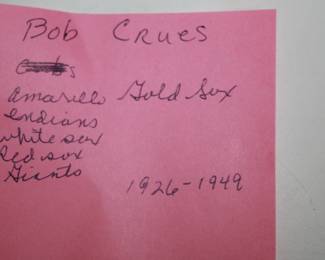 Bob Crues
Amarillo Gold Sox
Indians
White Sox
Red Sox
Giants
1926-1949